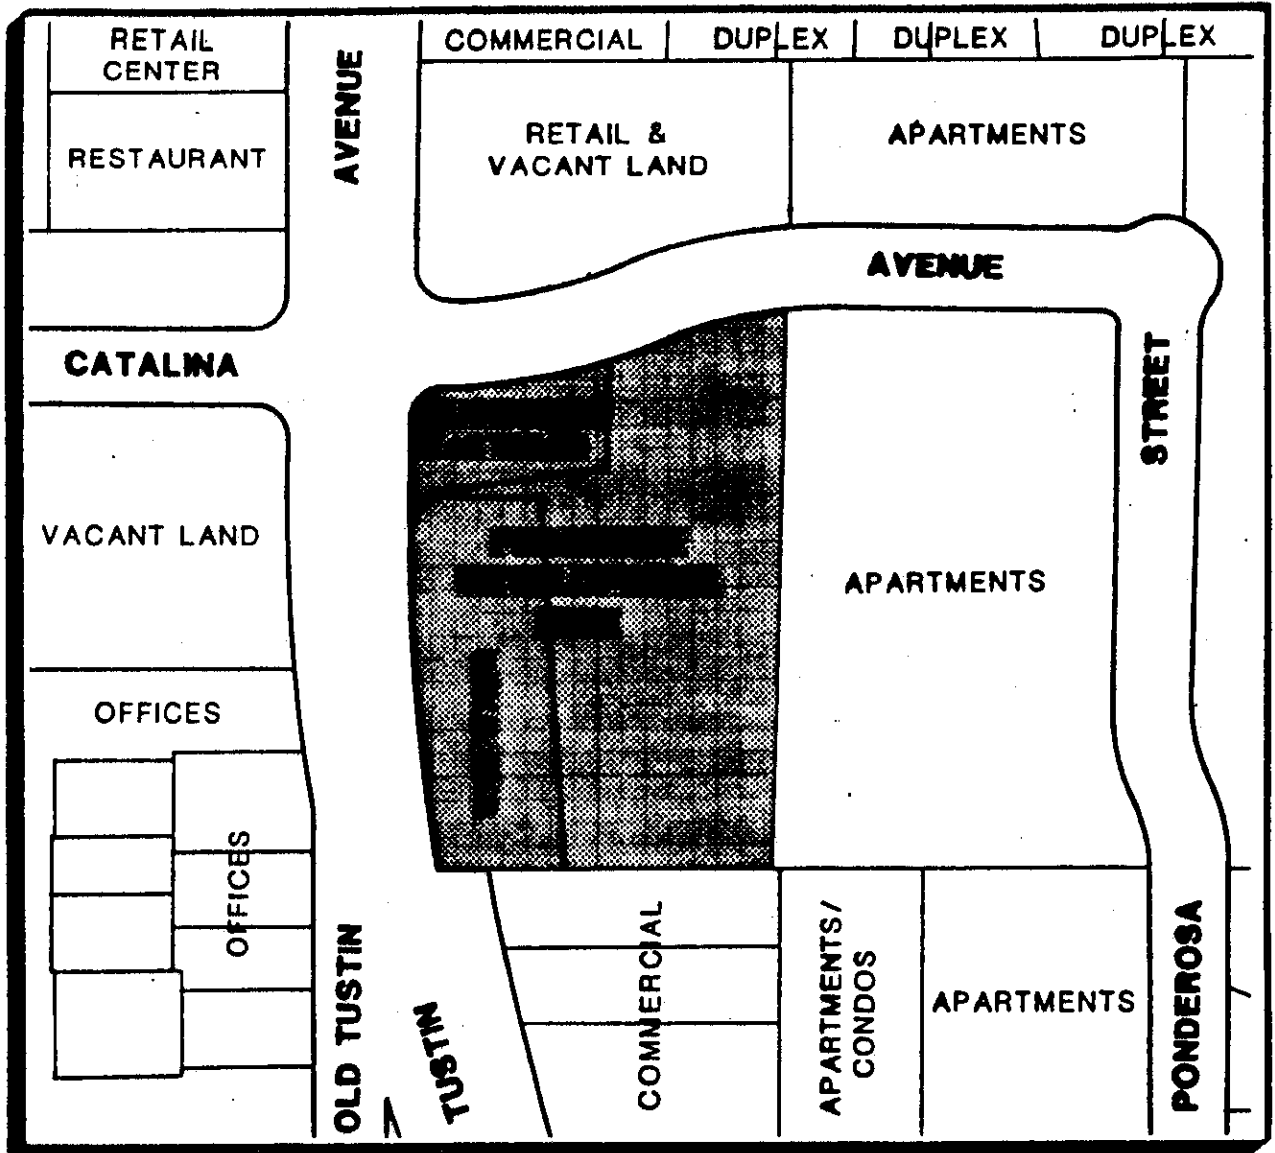 RETAIL
CENTER
AVENUE
COMMERCIAL
DUPLEX
DUPLEX
DUPLEX
RESTAURANT
RETAIL &
VACANT LAND
APARTMENTS
AVENUE
CATALINA
STREET
VACANT LAND
APARTMENTS
OFFICES
OFFICES
OLD TUSTIN
TUSTIN
COMMERCIAL
APARTMENTS/
CONDOS
APARTMENTS
PONDEROSA